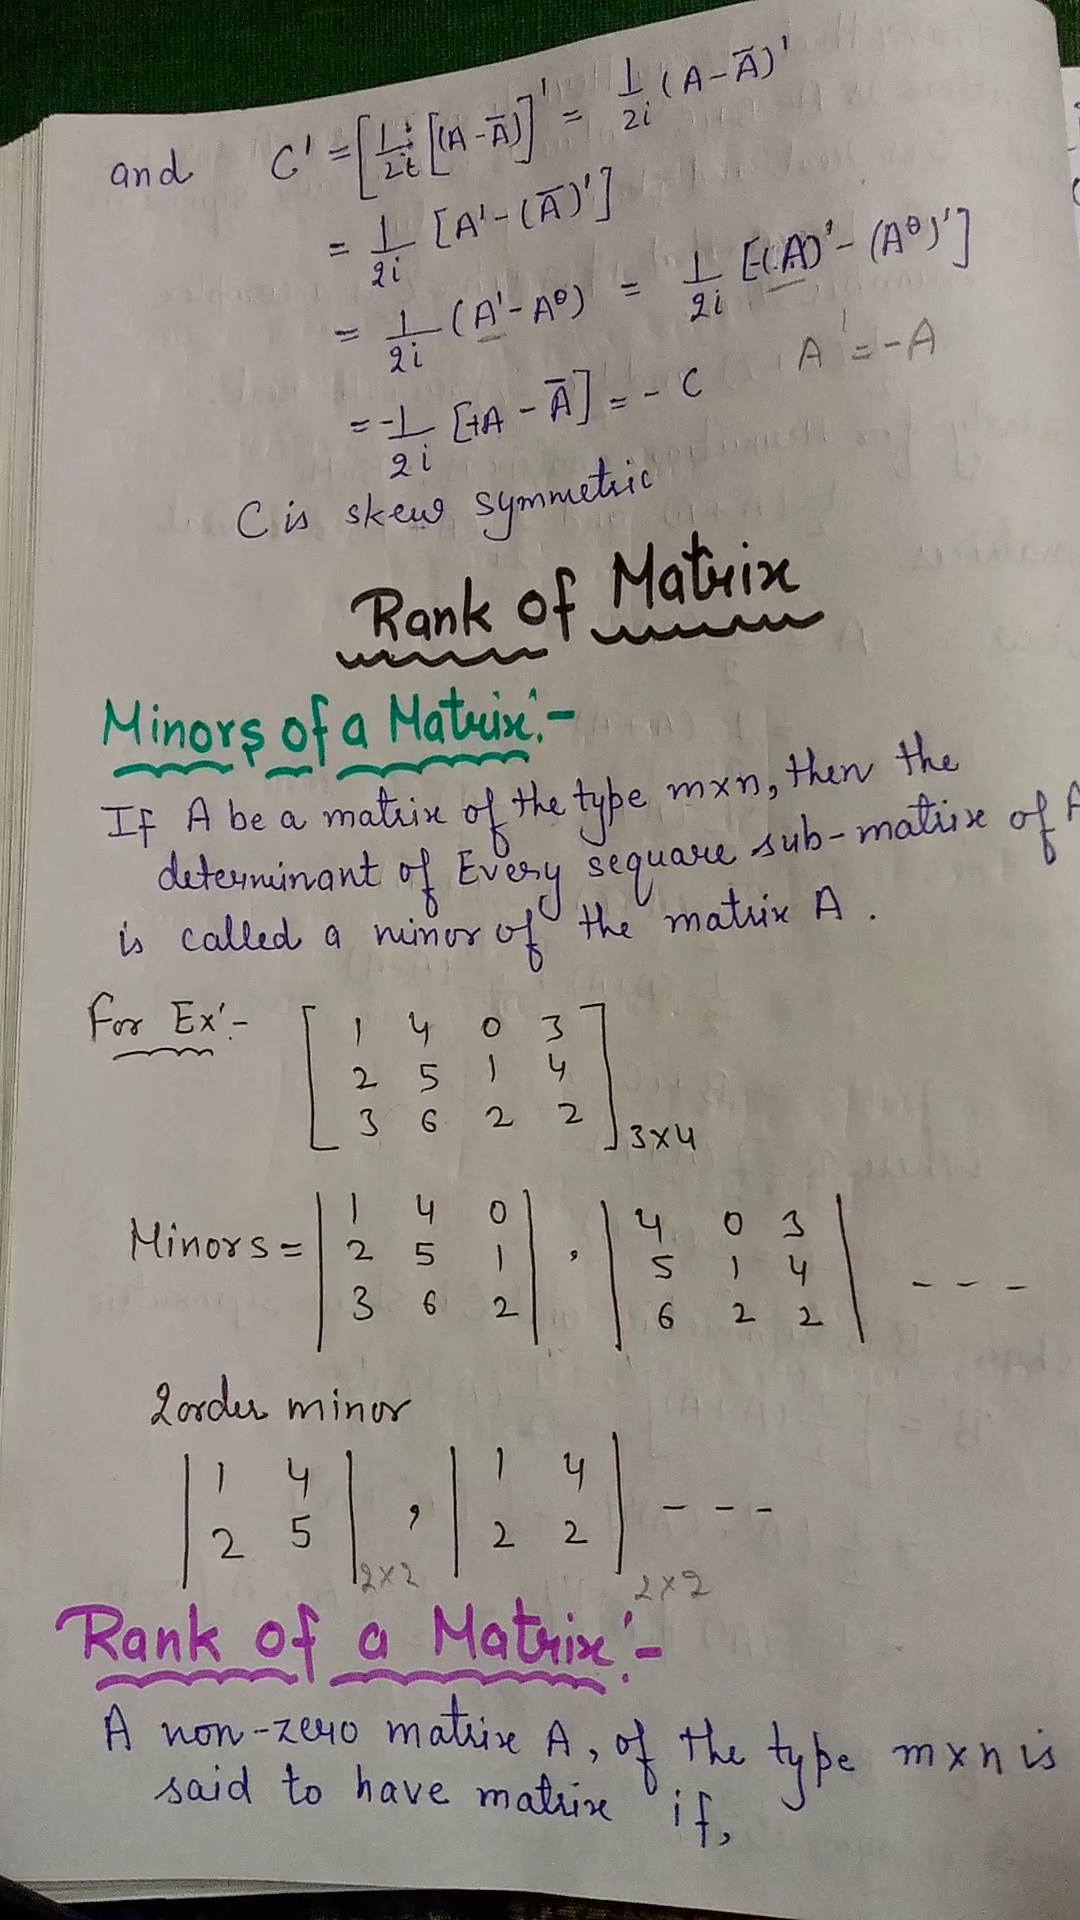 and C' = [1/2i [(A - Ā)]' = 1/2i (A - Ā)'
= 1/2i [A' - (Ā)']
= 1/2i (A' - Aᶿ) = 1/2i [-(A)' - (Aᶿ)']
A' = -A
= -1/2i [+A - Ā] = - C
C is skew symmetric
Rank of Matrix
Minors of a Matrix:-
If A be a matrix of the type m×n, then the
determinant of Every sequare sub-matrix of A
is called a minor of the matrix A.
For Ex:-
[ 1 4 0 3
2 5 1 4
3 6 2 2 ] 3×4
Minors = | 1 4 0 | , | 4 0 3 | ---
| 2 5 1 | | 5 1 4 |
| 3 6 2 | | 6 2 2 |
2 order minor
| 1 4 | , | 1 4 | ---
| 2 5 | 2×2 | 2 2 | 2×2
Rank of a Matrix:-
A non-zero matrix A, of the type m×n is
said to have matrix if,